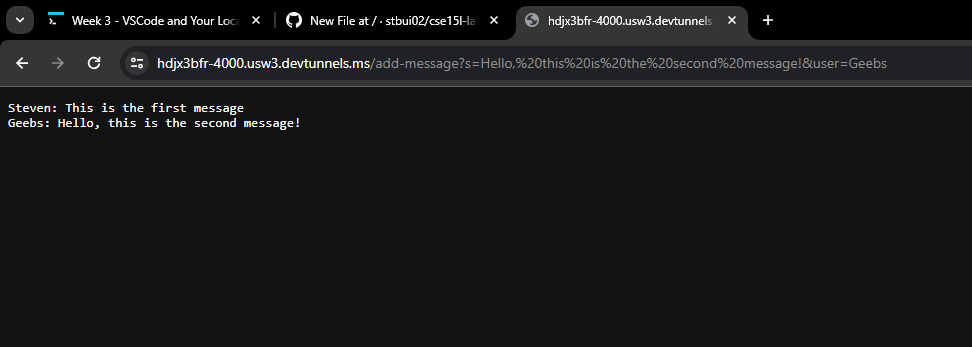 Week 3 - VSCode and Your Loca
New File at / · stbui02/cse15l-la
hdjx3bfr-4000.usw3.devtunnels.
hdjx3bfr-4000.usw3.devtunnels.ms/add-message?s=Hello,%20this%20is%20the%20second%20message!&user=Geebs
Steven: This is the first message
Geebs: Hello, this is the second message!